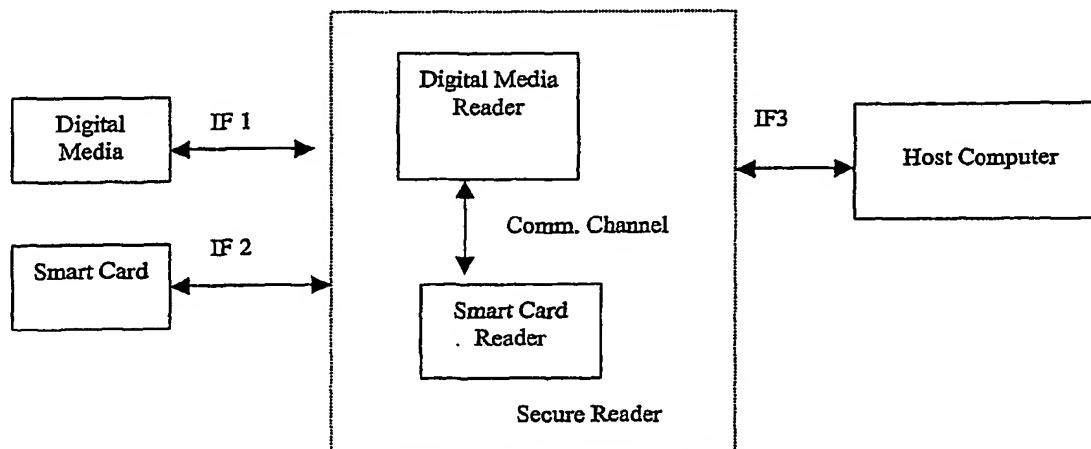 Digital Media
Reader
Digital
Media
IF 1
IF3
Host Computer
Comm. Channel
Smart Card
IF 2
Smart Card
. Reader
Secure Reader